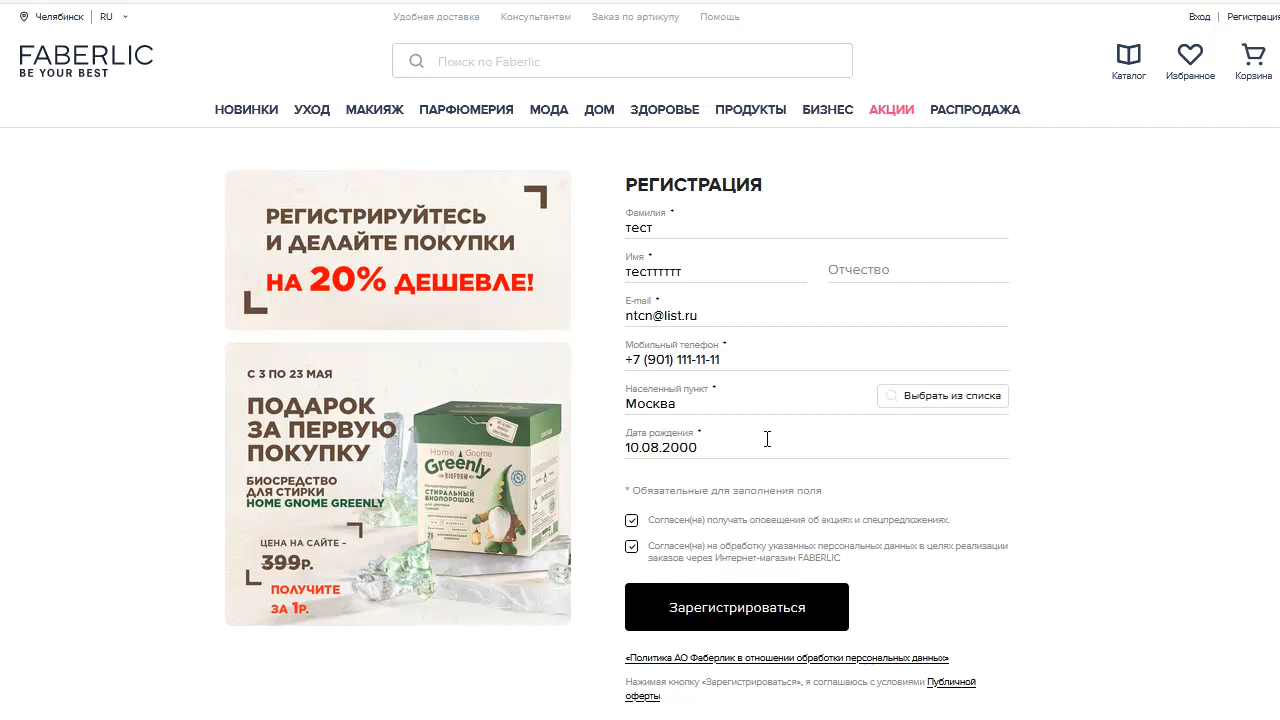 Челябинск
RU
Удобная доставка
Консультантам
Заказ по артикулу
Помощь
Вход
Регистрация
FABERLIC
BE YOUR BEST
Поиск по Faberlic
Каталог
Избранное
Корзина
НОВИНКИ
УХОД
МАКИЯЖ
ПАРФЮМЕРИЯ
МОДА
ДОМ
ЗДОРОВЬЕ
ПРОДУКТЫ
БИЗНЕС
АКЦИИ
РАСПРОДАЖА
РЕГИСТРИРУЙТЕСЬ
И ДЕЛАЙТЕ ПОКУПКИ
НА 20% ДЕШЕВЛЕ!
С 3 ПО 23 МАЯ
ПОДАРОК
ЗА ПЕРВУЮ
ПОКУПКУ
БИОСРЕДСТВО
ДЛЯ СТИРКИ
HOME GNOME GREENLY
ЦЕНА НА САЙТЕ –
399Р.
ПОЛУЧИТЕ
ЗА 1Р.
Home Gnome
Greenly
BIOFORM
СТИРАЛЬНЫЙ
БИОПОРОШОК
РЕГИСТРАЦИЯ
Фамилия *
тест
Имя *
тестттттт
Отчество
E-mail *
ntcn@list.ru
Мобильный телефон *
+7 (901) 111-11-11
Населенный пункт *
Москва
Выбрать из списка
Дата рождения *
10.08.2000
* Обязательные для заполнения поля
Согласен(на) получать оповещения об акциях и спецпредложениях.
Согласен(на) на обработку указанных персональных данных в целях реализации
заказов через Интернет-магазин FABERLIC
Зарегистрироваться
«Политика АО Фаберлик в отношении обработки персональных данных»
Нажимая кнопку «Зарегистрироваться», я соглашаюсь с условиями Публичной
оферты.